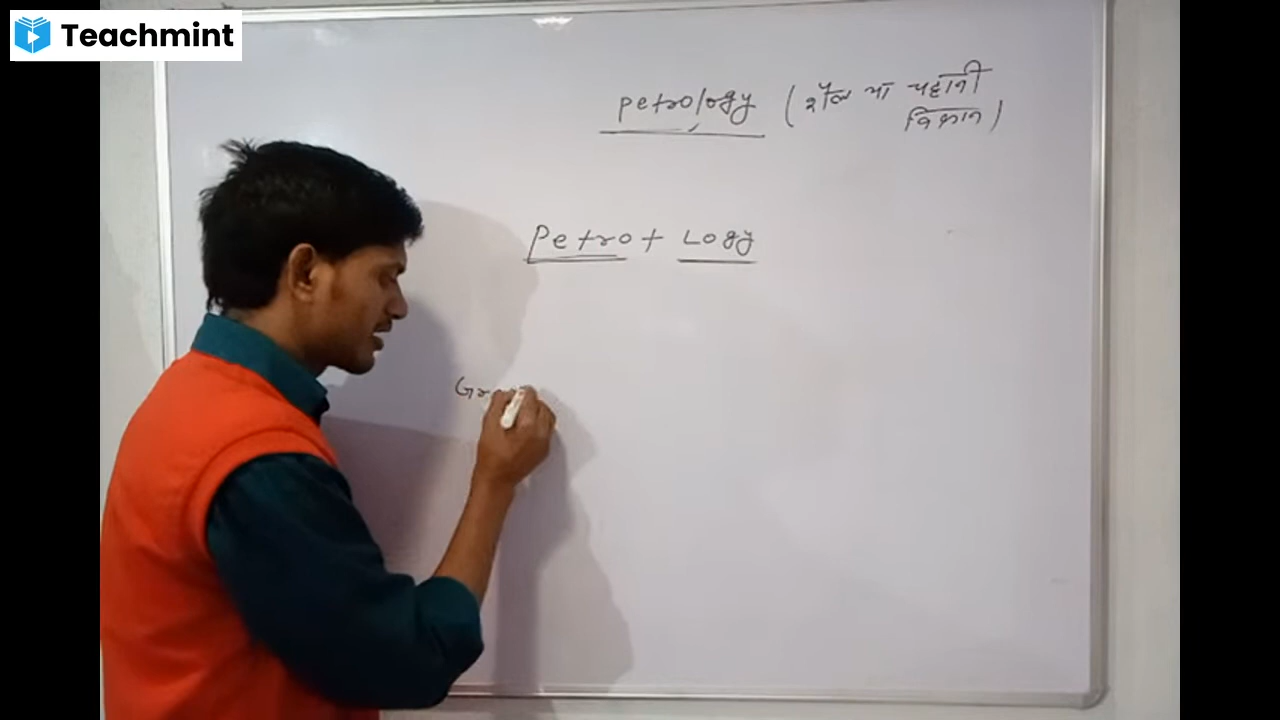 Teachmint
Petrology (शैल या चट्टानी
विज्ञान)
Petro + Logy